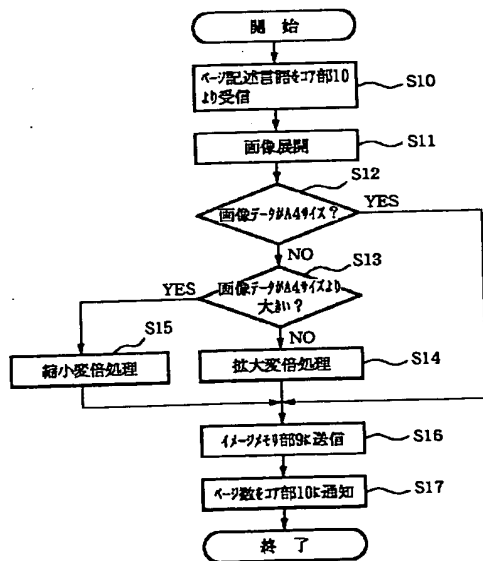 開始
ページ記述言語をコア部10
より受信
S10
画像展開
S11
S12
画像データがA4サイズ?
YES
NO
S13
画像データがA4サイズより
大きい?
YES
NO
S15
縮小変倍処理
拡大変倍処理
S14
イメージメモリ部9に送信
S16
ページ数をコア部10に通知
S17
終了